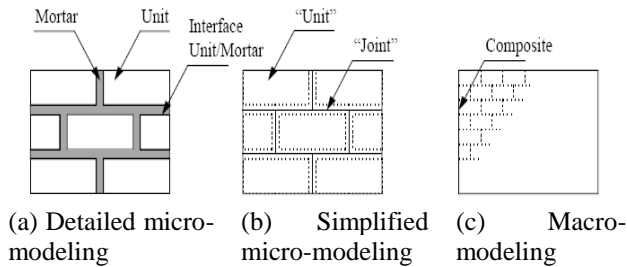 Mortar
Unit
Interface
Unit/Mortar
“Unit”
“Joint”
Composite
(a) Detailed micro-
modeling
(b) Simplified
micro-modeling
(c) Macro-
modeling